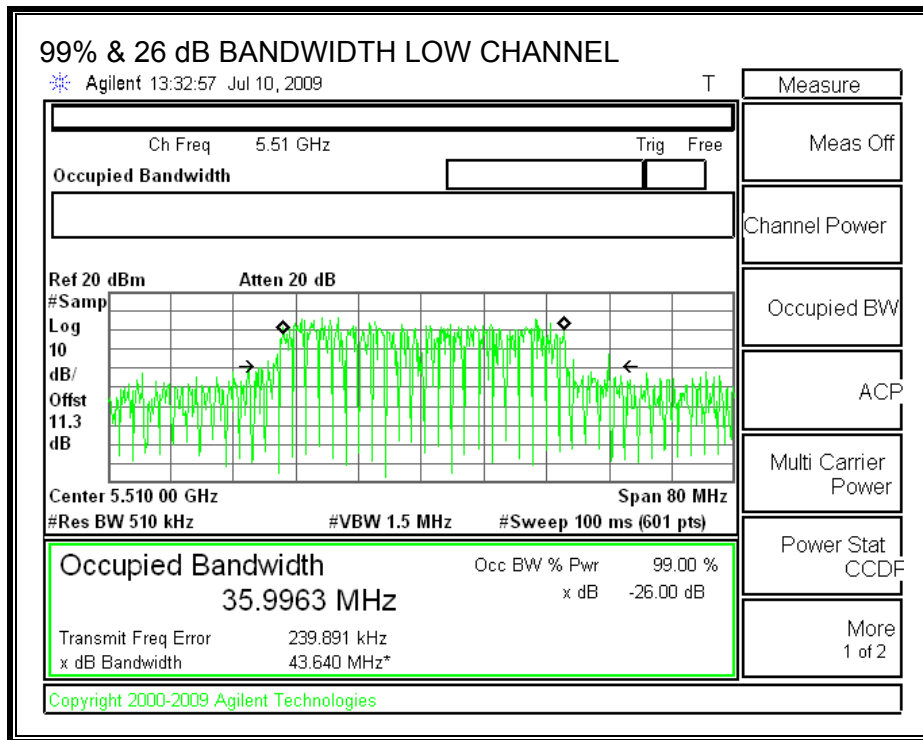 99% & 26 dB BANDWIDTH LOW CHANNEL
Agilent 13:32:57 Jul 10, 2009 T
Measure
Ch Freq 5.51 GHz Trig Free
Occupied Bandwidth
Meas Off
Channel Power
Occupied BW
ACP
Multi Carrier
Power
Power Stat
CCDF
More
1 of 2
Ref 20 dBm Atten 20 dB
#Samp
Log
10
dB/
Offst
11.3
dB
Center 5.510 00 GHz Span 80 MHz
#Res BW 510 kHz #VBW 1.5 MHz #Sweep 100 ms (601 pts)
Occupied Bandwidth Occ BW % Pwr 99.00 %
35.9963 MHz x dB -26.00 dB
Transmit Freq Error 239.891 kHz
x dB Bandwidth 43.640 MHz*
Copyright 2000-2009 Agilent Technologies